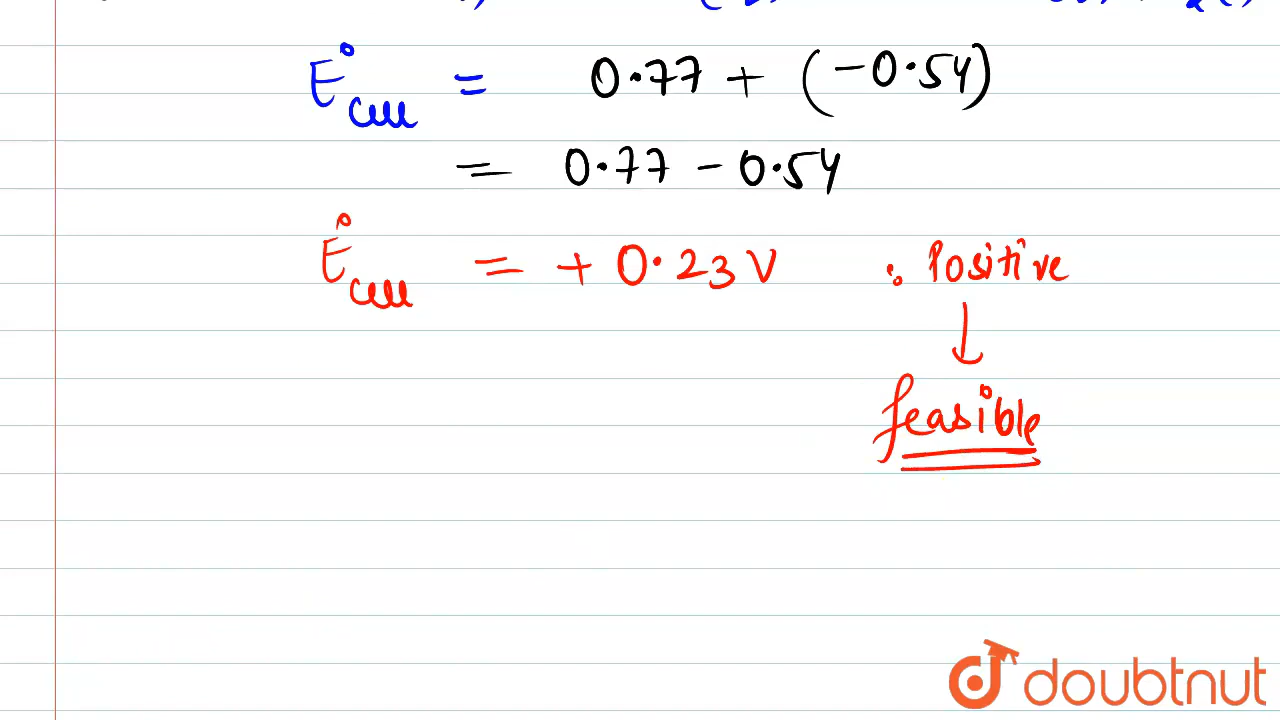 E°cell = 0.77 + (-0.54)
= 0.77 - 0.54
E°cell = + 0.23 V ∴ Positive
↓
feasible
doubtnut